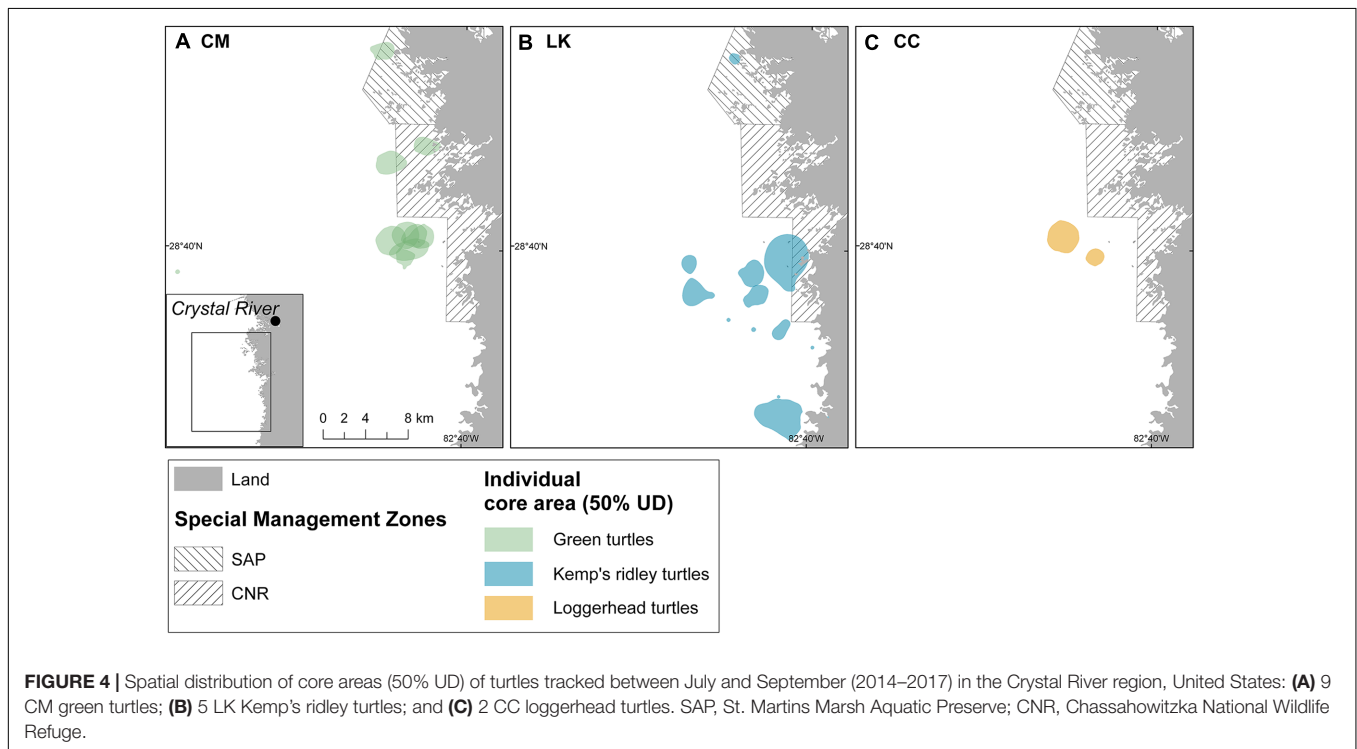 A CM
B LK
C CC
28°40'N
28°40'N
28°40'N
Crystal River
0 2 4 8 km
82°40'W
82°40'W
82°40'W
Land
Special Management Zones
SAP
CNR
Individual
core area (50% UD)
Green turtles
Kemp's ridley turtles
Loggerhead turtles
FIGURE 4 | Spatial distribution of core areas (50% UD) of turtles tracked between July and September (2014–2017) in the Crystal River region, United States: (A) 9
CM green turtles; (B) 5 LK Kemp's ridley turtles; and (C) 2 CC loggerhead turtles. SAP, St. Martins Marsh Aquatic Preserve; CNR, Chassahowitzka National Wildlife
Refuge.